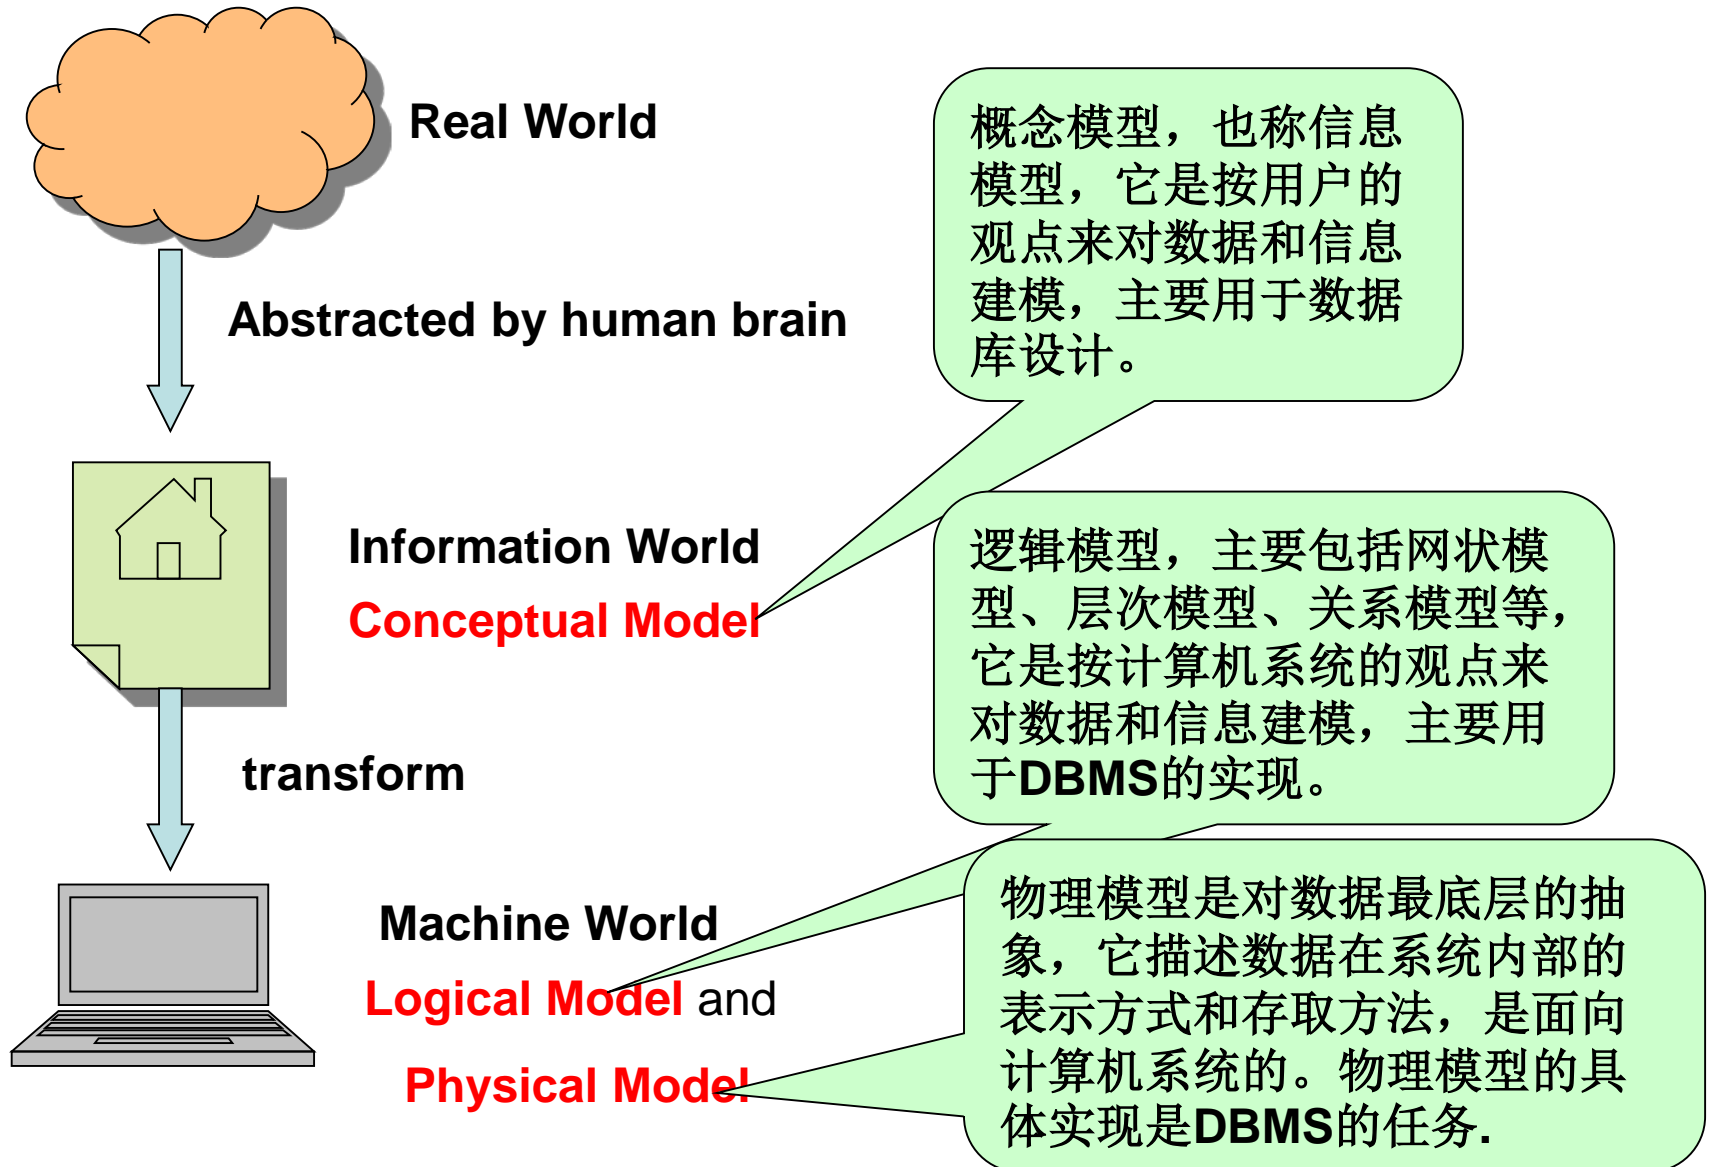 Real World
Abstracted by human brain
Information World
Conceptual Model
transform
Machine World
Logical Model and
Physical Model
概念模型，也称信息
模型，它是按用户的
观点来对数据和信息
建模，主要用于数据
库设计。
逻辑模型，主要包括网状模
型、层次模型、关系模型等，
它是按计算机系统的观点来
对数据和信息建模，主要用
于DBMS的实现。
物理模型是对数据最底层的抽
象，它描述数据在系统内部的
表示方式和存取方法，是面向
计算机系统的。物理模型的具
体实现是DBMS的任务.